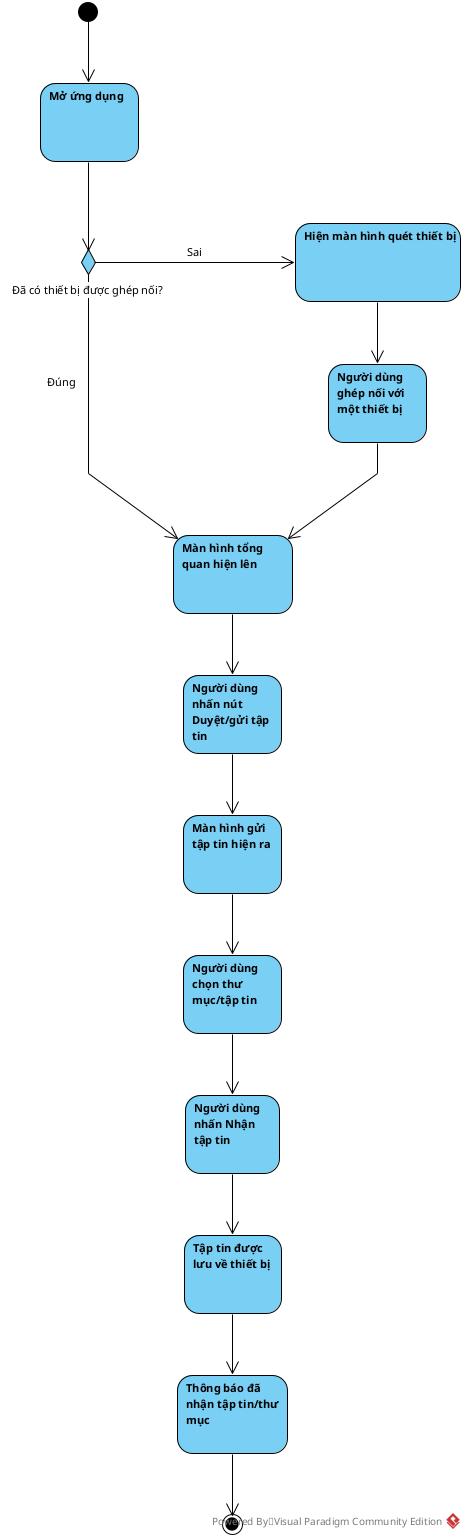 Mở ứng dụng
Sai
Hiện màn hình quét thiết bị
Đã có thiết bị được ghép nối?
Đúng
Người dùng
ghép nối với
một thiết bị
Màn hình tổng
quan hiện lên
Người dùng
nhấn nút
Duyệt/gửi tập
tin
Màn hình gửi
tập tin hiện ra
Người dùng
chọn thư
mục/tập tin
Người dùng
nhấn Nhận
tập tin
Tập tin được
lưu về thiết bị
Thông báo đã
nhận tập tin/thư
mục
Powered By Visual Paradigm Community Edition